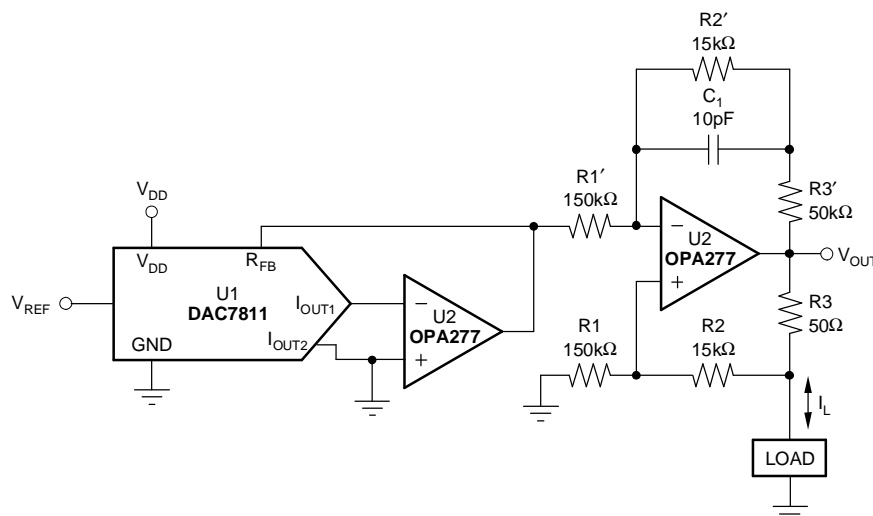 R2′
15kΩ
C1
10pF
R1′
150kΩ
R3′
50kΩ
VDD
VDD
RFB
U1
DAC7811
VREF
IOUT1
IOUT2
GND
−
U2
OPA277
+
−
U2
OPA277
+
VOUT
R3
50Ω
R1
150kΩ
R2
15kΩ
IL
LOAD